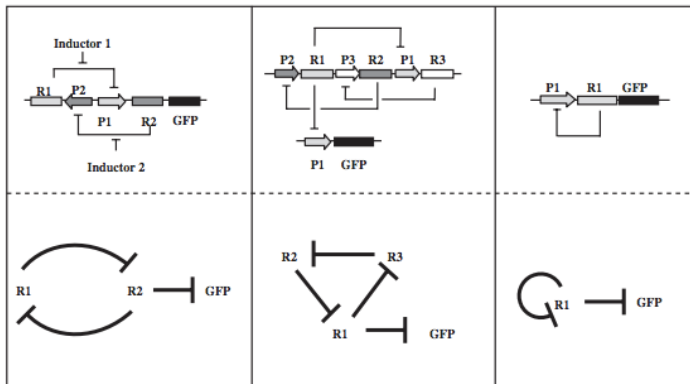 Inductor 1
R1 P2
P1 R2 GFP
Inductor 2
P2 R1 P3 R2 P1 R3
P1 GFP
P1 R1 GFP
R1 R2 GFP
R2 R3
R1 GFP
R1 GFP